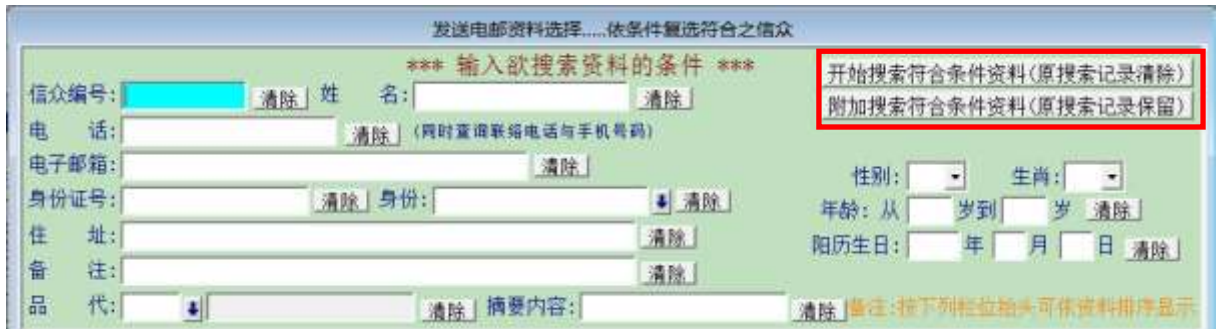 发送电邮资料选择.....依条件复选符合之信众
*** 输入欲搜索资料的条件 ***
开始搜索符合条件资料(原搜索记录清除)
附加搜索符合条件资料(原搜索记录保留)
信众编号: 清除 姓 名: 清除
电 话: 清除 (同时查询联络电话与手机号码)
电子邮箱: 清除
性别: 生肖:
身份证号: 清除 身份: 清除
年龄: 从 岁到 岁 清除
住 址: 清除
阳历生日: 年 月 日 清除
备 注: 清除
品 代: 清除 摘要内容: 清除 备注:按下列栏位抬头可依资料排序显示